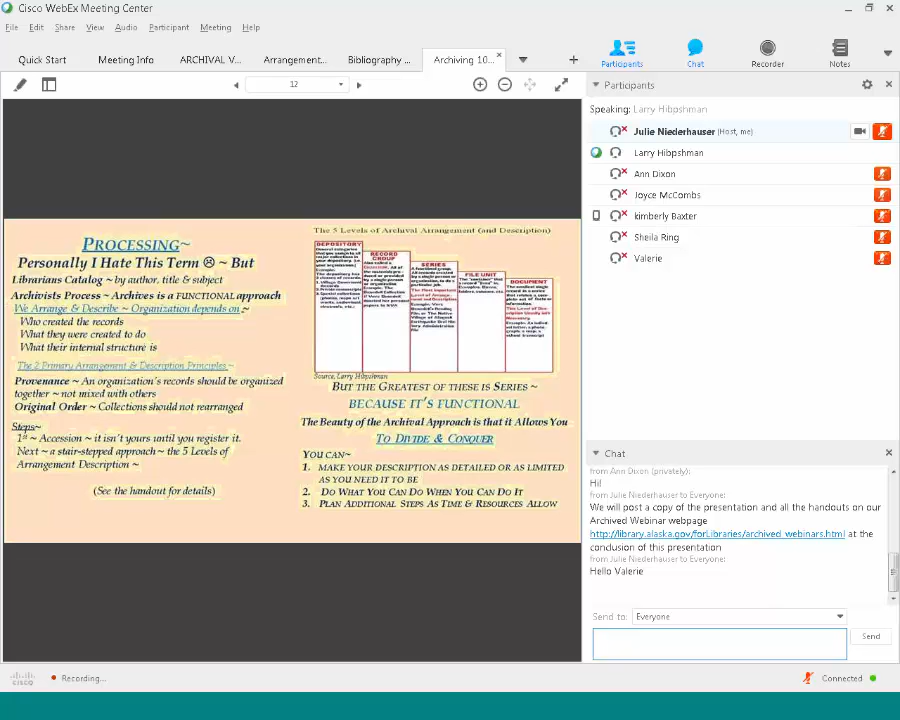 Cisco WebEx Meeting Center
File Edit Share View Audio Participant Meeting Help
Quick Start Meeting Info ARCHIVAL V... Arrangement... Bibliography ... Archiving 10...
Participants Chat Recorder Notes
12
PROCESSING~
Personally I Hate This Term ☹ ~ But
Librarians Catalog ~ by author, title & subject
Archivists Process ~ Archives is a FUNCTIONAL approach
We Arrange & Describe ~ Organization depends on ~
Who created the records
What they were created to do
What their internal structure is
The 2 Primary Arrangement & Description Principles ~
Provenance ~ An organization's records should be organized
together ~ not mixed with others
Original Order ~ Collections should not rearranged
Steps~
1st ~ Accession ~ it isn't yours until you register it.
Next ~ a stair-stepped approach ~ the 5 Levels of
Arrangement Description ~
(See the handout for details)
The 5 Levels of Archival Arrangement (and Description)
DEPOSITORY
RECORD
GROUP
SERIES
FILE UNIT
DOCUMENT
Source, Larry Hibpshman
BUT THE GREATEST OF THESE IS SERIES ~
BECAUSE IT'S FUNCTIONAL
The Beauty of the Archival Approach is that it Allows You
TO DIVIDE & CONQUER
YOU CAN~
1. MAKE YOUR DESCRIPTION AS DETAILED OR AS LIMITED
AS YOU NEED IT TO BE
2. DO WHAT YOU CAN DO WHEN YOU CAN DO IT
3. PLAN ADDITIONAL STEPS AS TIME & RESOURCES ALLOW
Participants
Speaking: Larry Hibpshman
Julie Niederhauser (Host, me)
Larry Hibpshman
Ann Dixon
Joyce McCombs
kimberly Baxter
Sheila Ring
Valerie
Chat
from Ann Dixon (privately):
Hi!
from Julie Niederhauser to Everyone:
We will post a copy of the presentation and all the handouts on our
Archived Webinar webpage
http://library.alaska.gov/forLibraries/archived_webinars.html at the
conclusion of this presentation
from Julie Niederhauser to Everyone:
Hello Valerie
Send to: Everyone
Send
cisco Recording... Connected